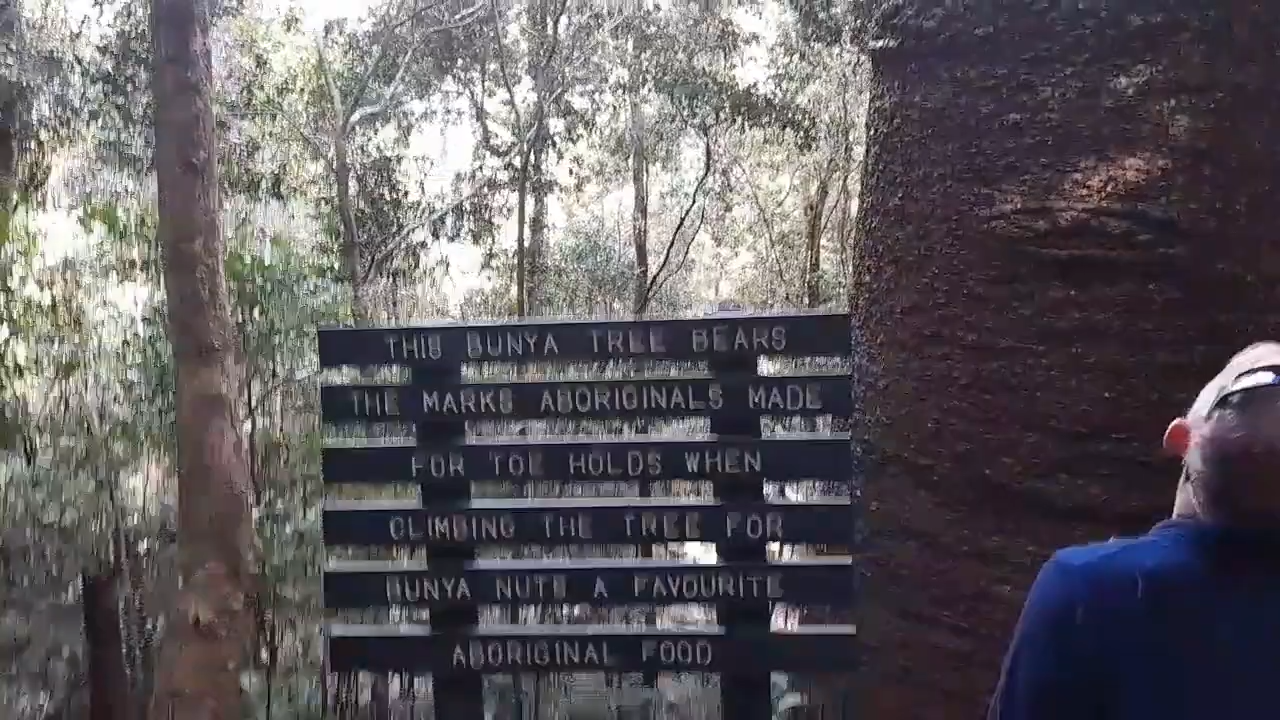 THIS BUNYA TREE BEARS
THE MARKS ABORIGINALS MADE
FOR TOE HOLDS WHEN
CLIMBING THE TREE FOR
BUNYA NUTS A FAVOURITE
ABORIGINAL FOOD